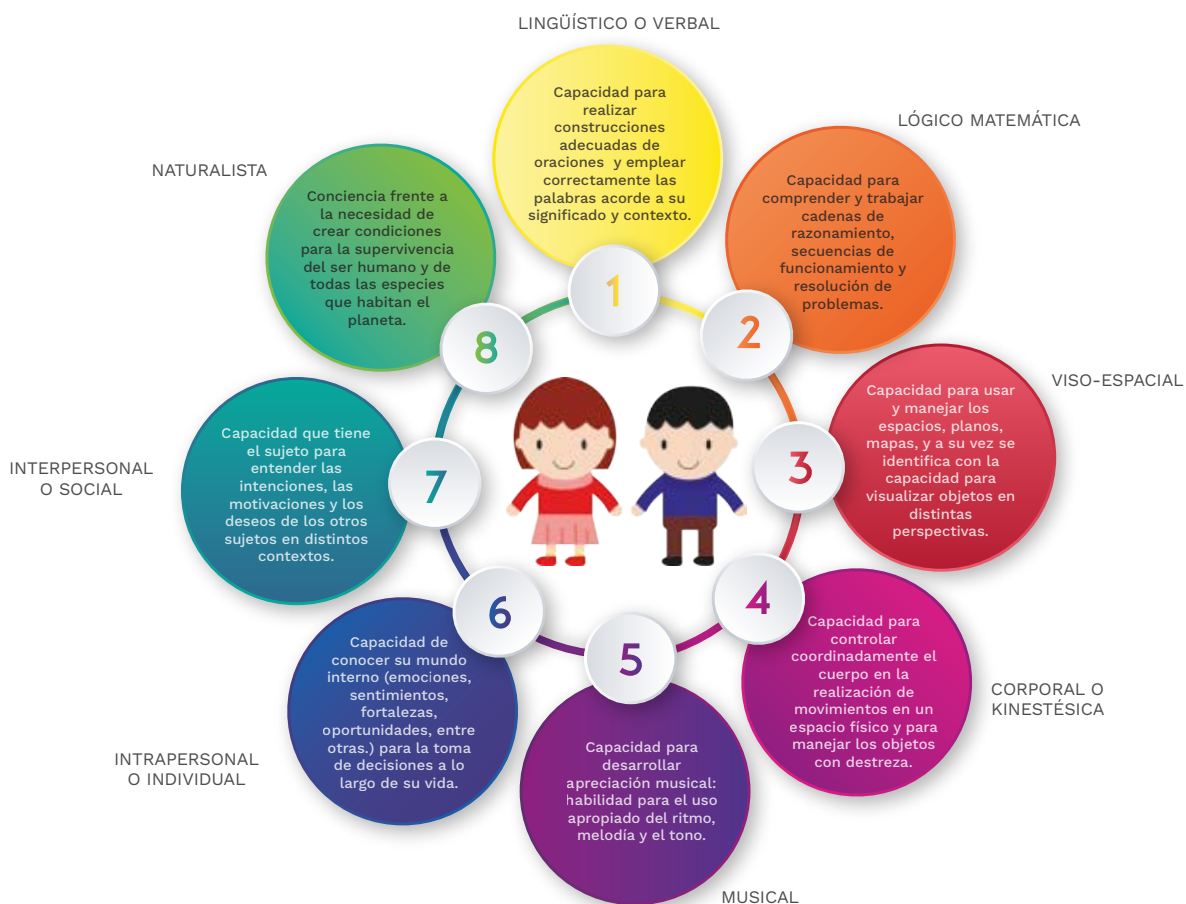 LINGÜÍSTICO O VERBAL
Capacidad para
realizar
construcciones
adecuadas de
oraciones y emplear
correctamente las
palabras acorde a su
significado y contexto.
1
LÓGICO MATEMÁTICA
Capacidad para
comprender y trabajar
cadenas de
razonamiento,
secuencias de
funcionamiento y
resolución de
problemas.
2
VISO-ESPACIAL
Capacidad para usar
y manejar los
espacios, planos,
mapas, y a su vez se
identifica con la
capacidad para
visualizar objetos en
distintas
perspectivas.
3
CORPORAL O
KINESTÉSICA
Capacidad para
controlar
coordinadamente el
cuerpo en la
realización de
movimientos en un
espacio físico y para
manejar los objetos
con destreza.
4
MUSICAL
Capacidad para
desarrollar
apreciación musical:
habilidad para el uso
apropiado del ritmo,
melodía y el tono.
5
INTRAPERSONAL
O INDIVIDUAL
Capacidad de
conocer su mundo
interno (emociones,
sentimientos,
fortalezas,
oportunidades, entre
otras.) para la toma
de decisiones a lo
largo de su vida.
6
INTERPERSONAL
O SOCIAL
Capacidad que tiene
el sujeto para
entender las
intenciones, las
motivaciones y los
deseos de los otros
sujetos en distintos
contextos.
7
NATURALISTA
Conciencia frente a
la necesidad de
crear condiciones
para la supervivencia
del ser humano y de
todas las especies
que habitan el
planeta.
8